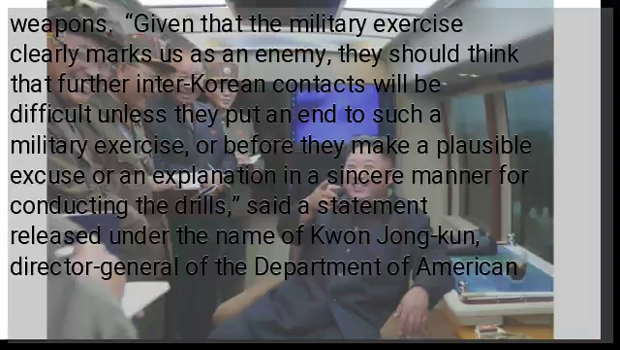 weapons.  “Given that the military exercise
clearly marks us as an enemy, they should think
that further inter-Korean contacts will be
difficult unless they put an end to such a
military exercise, or before they make a plausible
excuse or an explanation in a sincere manner for
conducting the drills,” said a statement
released under the name of Kwon Jong-kun,
director-general of the Department of American